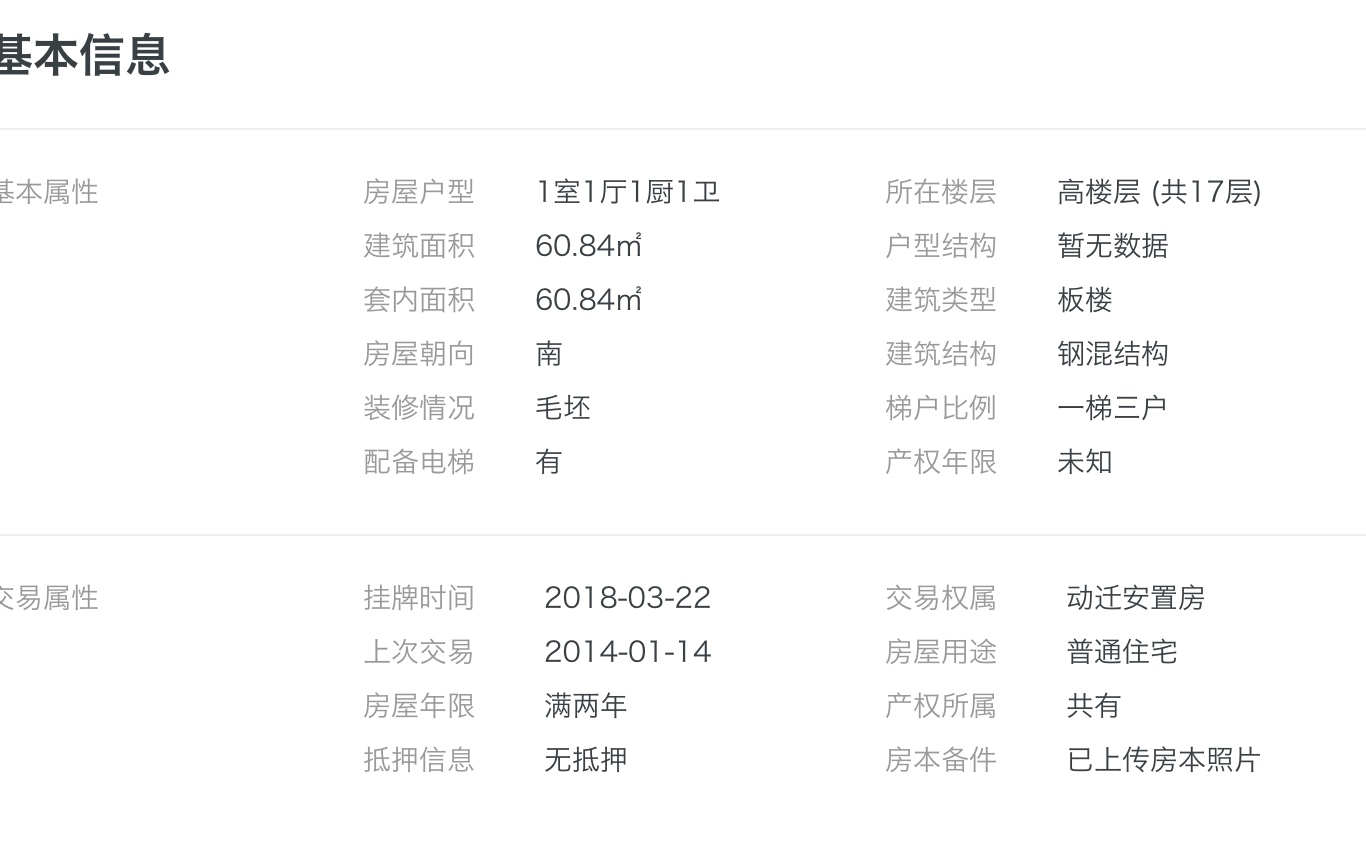 基本信息
基本属性 房屋户型 1室1厅1厨1卫 所在楼层 高楼层 (共17层)
建筑面积 60.84㎡ 户型结构 暂无数据
套内面积 60.84㎡ 建筑类型 板楼
房屋朝向 南 建筑结构 钢混结构
装修情况 毛坯 梯户比例 一梯三户
配备电梯 有 产权年限 未知
交易属性 挂牌时间 2018-03-22 交易权属 动迁安置房
上次交易 2014-01-14 房屋用途 普通住宅
房屋年限 满两年 产权所属 共有
抵押信息 无抵押 房本备件 已上传房本照片